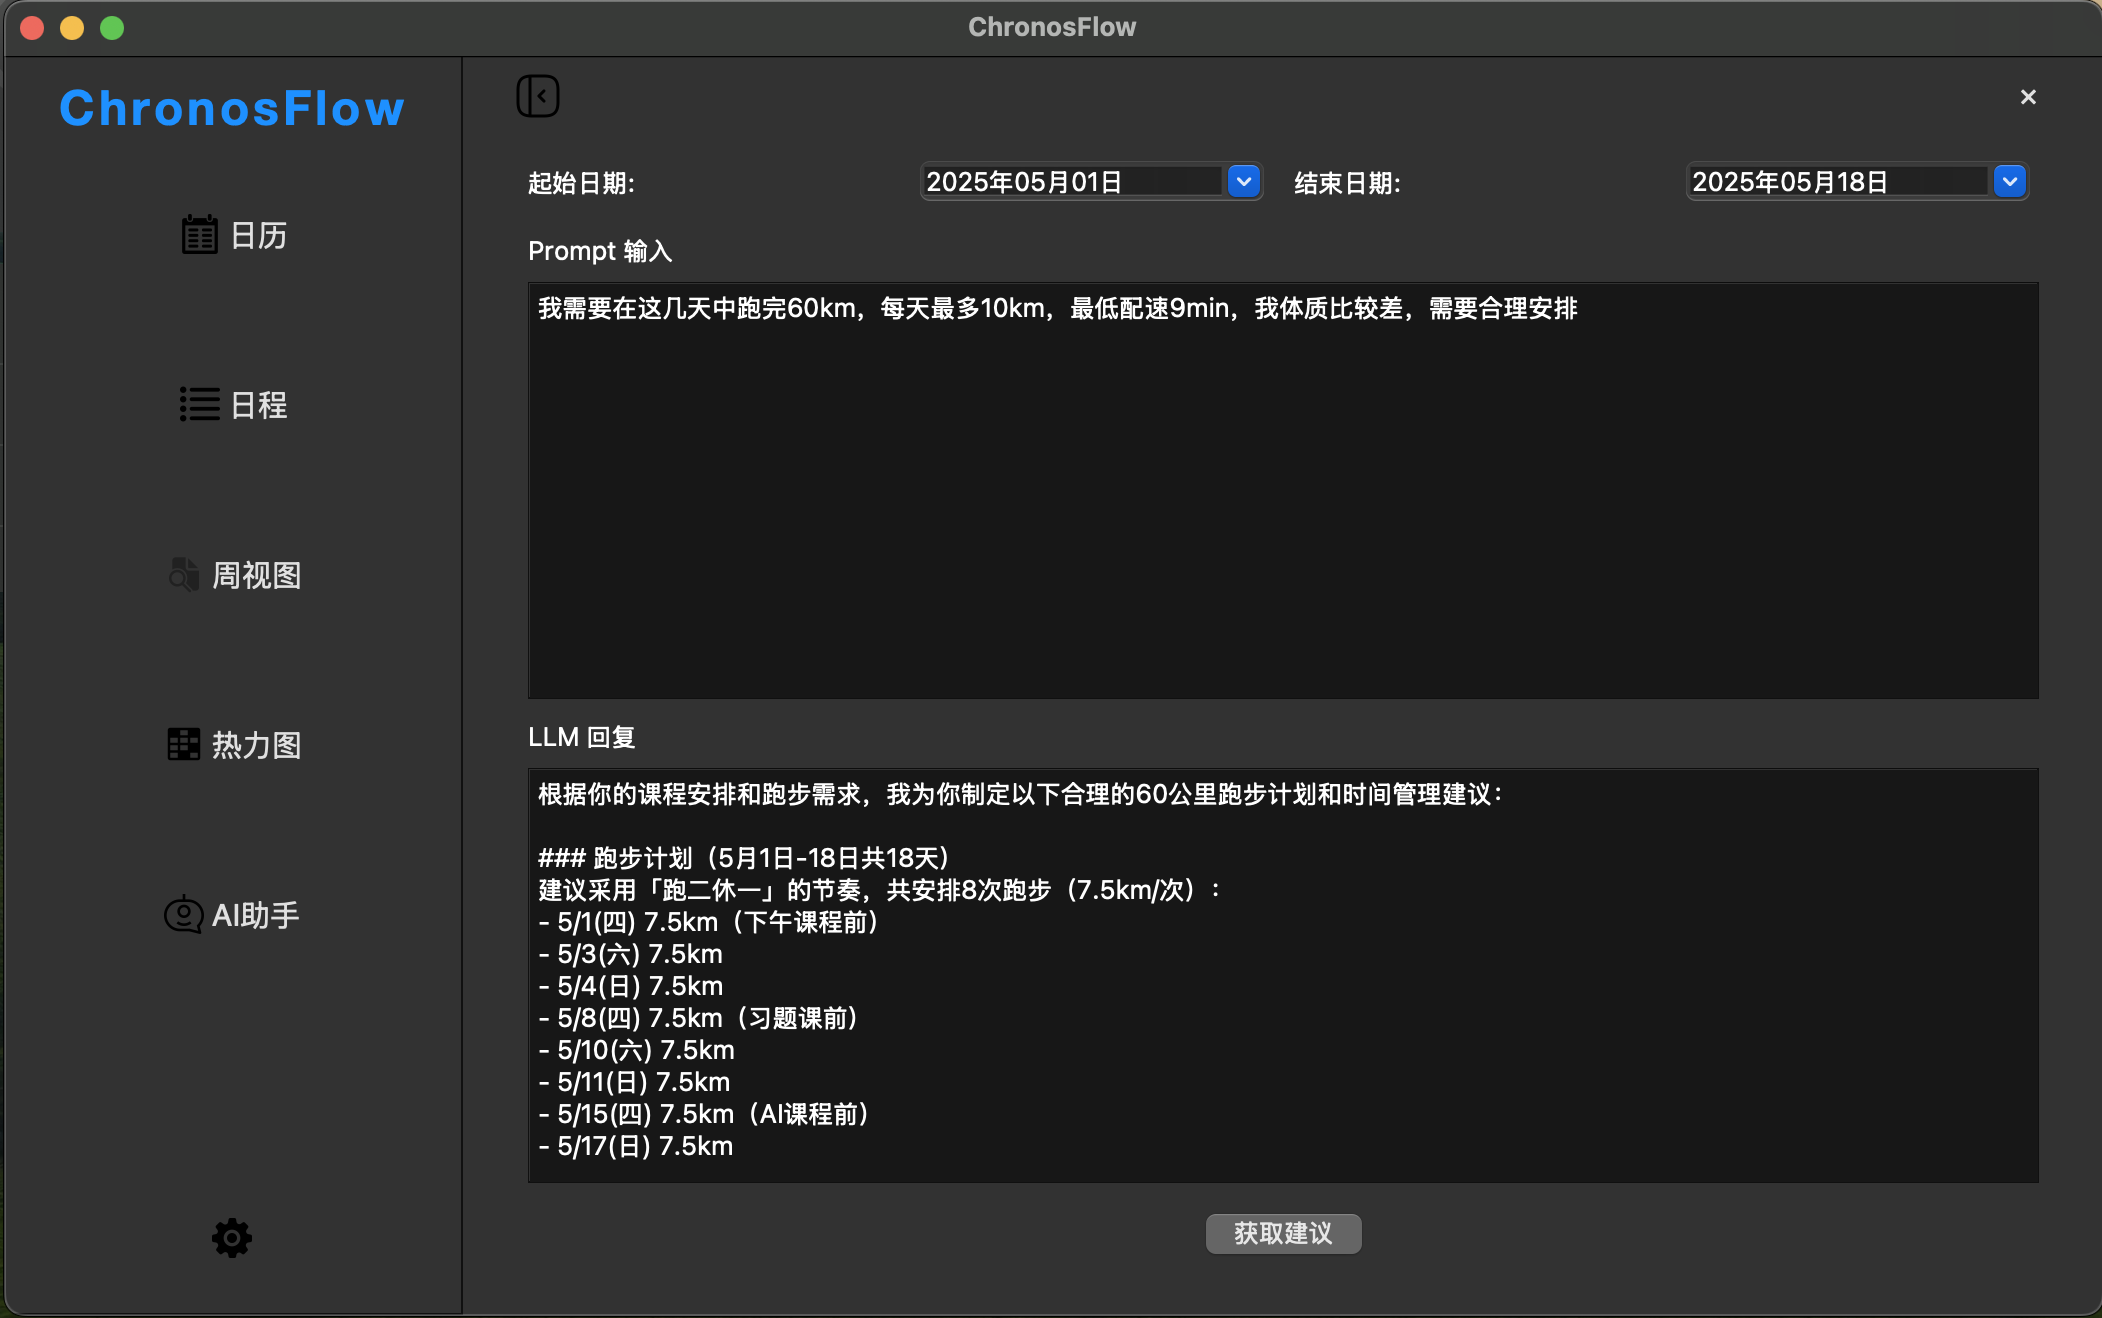 ChronosFlow
ChronosFlow
日历
日程
周视图
热力图
AI助手
起始日期:
2025年05月01日
结束日期:
2025年05月18日
Prompt 输入
我需要在这几天中跑完60km，每天最多10km，最低配速9min，我体质比较差，需要合理安排
LLM 回复
根据你的课程安排和跑步需求，我为你制定以下合理的60公里跑步计划和时间管理建议：
### 跑步计划（5月1日-18日共18天）
建议采用「跑二休一」的节奏，共安排8次跑步（7.5km/次）：
- 5/1(四) 7.5km（下午课程前）
- 5/3(六) 7.5km
- 5/4(日) 7.5km
- 5/8(四) 7.5km（习题课前）
- 5/10(六) 7.5km
- 5/11(日) 7.5km
- 5/15(四) 7.5km（AI课程前）
- 5/17(日) 7.5km
获取建议